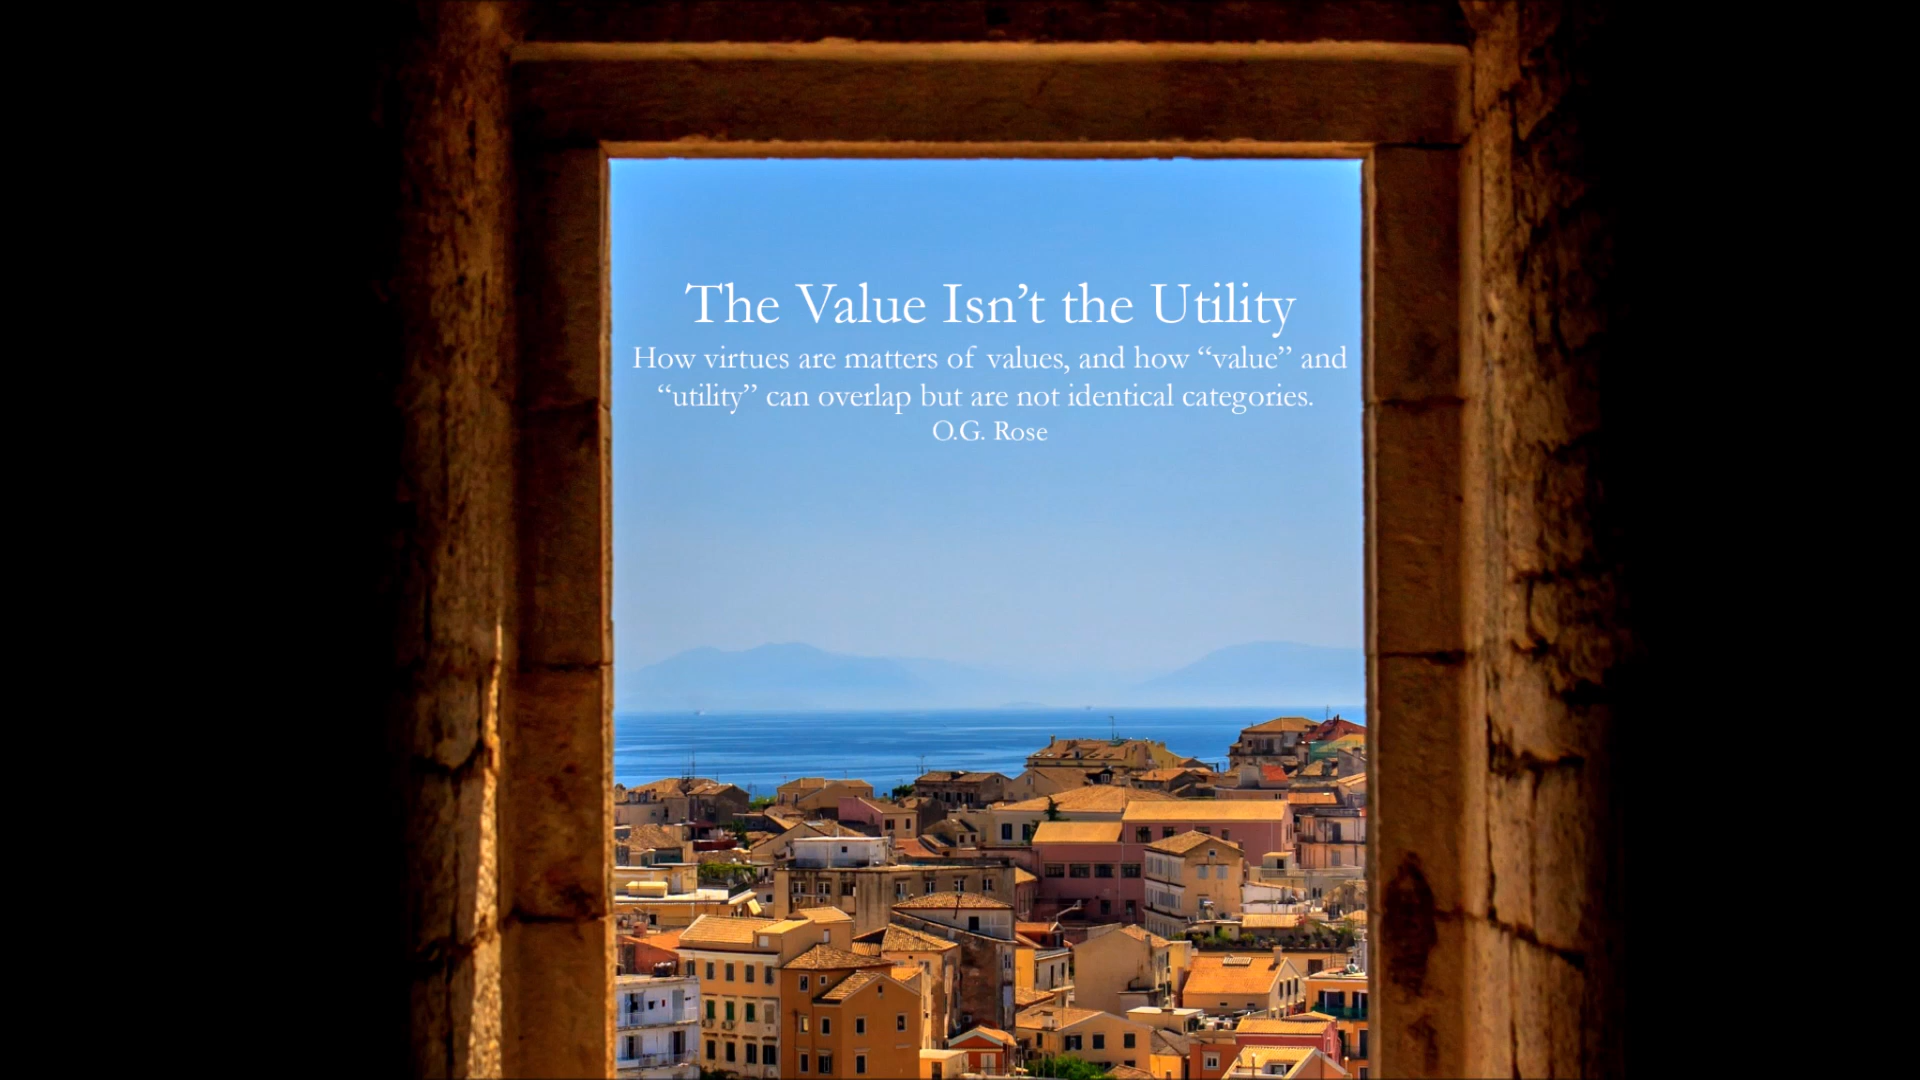 The Value Isn’t the Utility
How virtues are matters of values, and how “value” and
“utility” can overlap but are not identical categories.
O.G. Rose